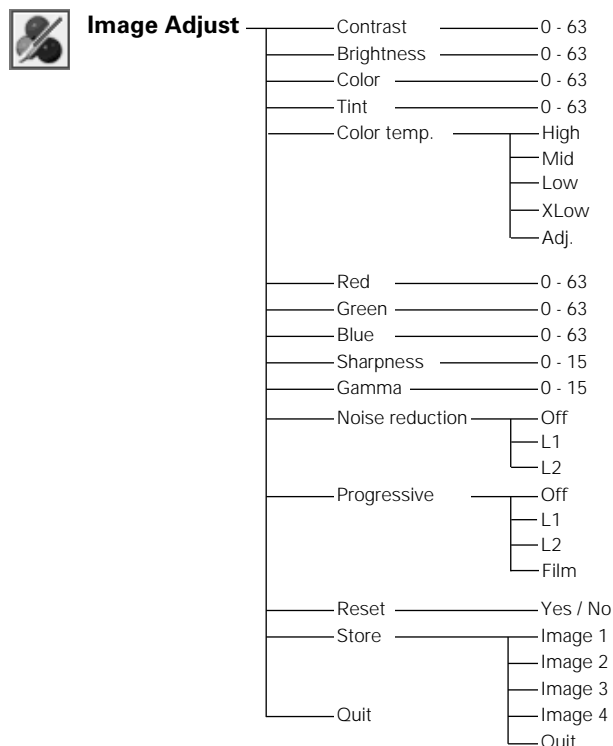 Image Adjust Contrast 0 - 63
Brightness 0 - 63
Color 0 - 63
Tint 0 - 63
Color temp. High
Mid
Low
XLow
Adj.
Red 0 - 63
Green 0 - 63
Blue 0 - 63
Sharpness 0 - 15
Gamma 0 - 15
Noise reduction Off
L1
L2
Progressive Off
L1
L2
Film
Reset Yes / No
Store Image 1
Image 2
Image 3
Quit Image 4
Quit